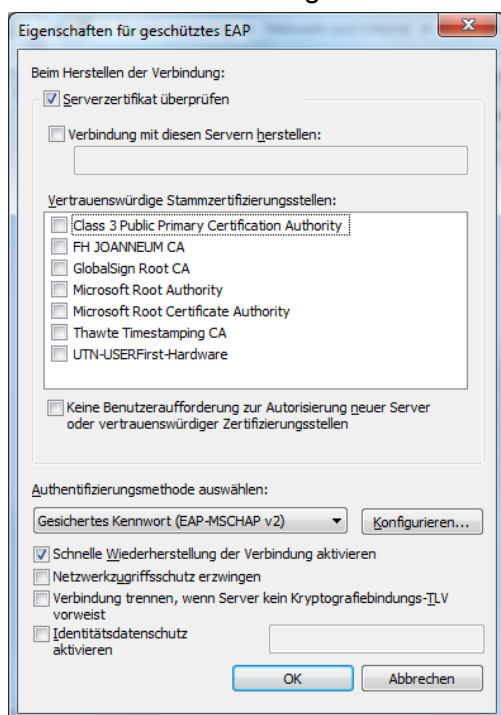 Eigenschaften für geschütztes EAP
Beim Herstellen der Verbindung:
Serverzertifikat überprüfen
Verbindung mit diesen Servern herstellen:
Vertrauenswürdige Stammzertifizierungsstellen:
Class 3 Public Primary Certification Authority
FH JOANNEUM CA
GlobalSign Root CA
Microsoft Root Authority
Microsoft Root Certificate Authority
Thawte Timestamping CA
UTN-USERFirst-Hardware
Keine Benutzeraufforderung zur Autorisierung neuer Server
oder vertrauenswürdiger Zertifizierungsstellen
Authentifizierungsmethode auswählen:
Gesichertes Kennwort (EAP-MSCHAP v2)
Konfigurieren...
Schnelle Wiederherstellung der Verbindung aktivieren
Netzwerkzugriffsschutz erzwingen
Verbindung trennen, wenn Server kein Kryptografiebindungs-TLV
vorweist
Identitätsdatenschutz
aktivieren
OK
Abbrechen